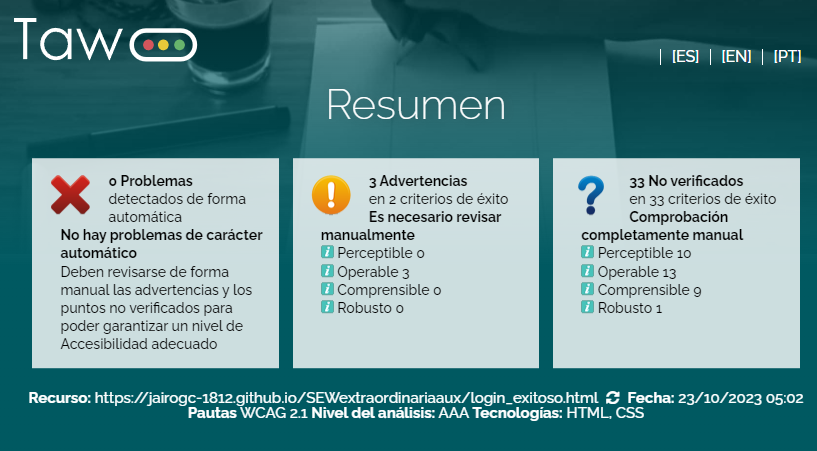 Taw
[ES] [EN] [PT]
Resumen
0 Problemas
detectados de forma
automática
No hay problemas de carácter
automático
Deben revisarse de forma
manual las advertencias y los
puntos no verificados para
poder garantizar un nivel de
Accesibilidad adecuado
3 Advertencias
en 2 criterios de éxito
Es necesario revisar
manualmente
Perceptible 0
Operable 3
Comprensible 0
Robusto 0
33 No verificados
en 33 criterios de éxito
Comprobación
completamente manual
Perceptible 10
Operable 13
Comprensible 9
Robusto 1
Recurso: https://jairogc-1812.github.io/SEWextraordinariaaux/login_exitoso.html Fecha: 23/10/2023 05:02
Pautas WCAG 2.1 Nivel del análisis: AAA Tecnologías: HTML, CSS